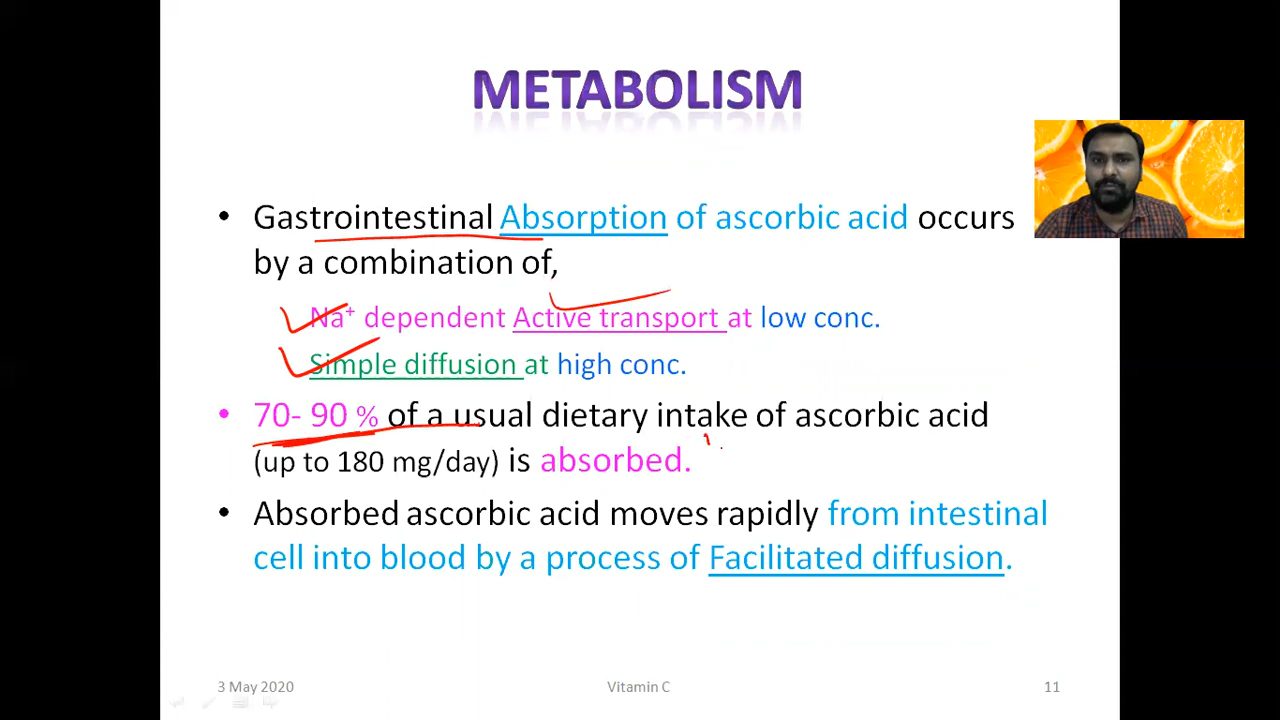 METABOLISM
• Gastrointestinal Absorption of ascorbic acid occurs
by a combination of,
Na⁺ dependent Active transport at low conc.
Simple diffusion at high conc.
• 70- 90 % of a usual dietary intake of ascorbic acid
(up to 180 mg/day) is absorbed.
• Absorbed ascorbic acid moves rapidly from intestinal
cell into blood by a process of Facilitated diffusion.
3 May 2020
Vitamin C
11